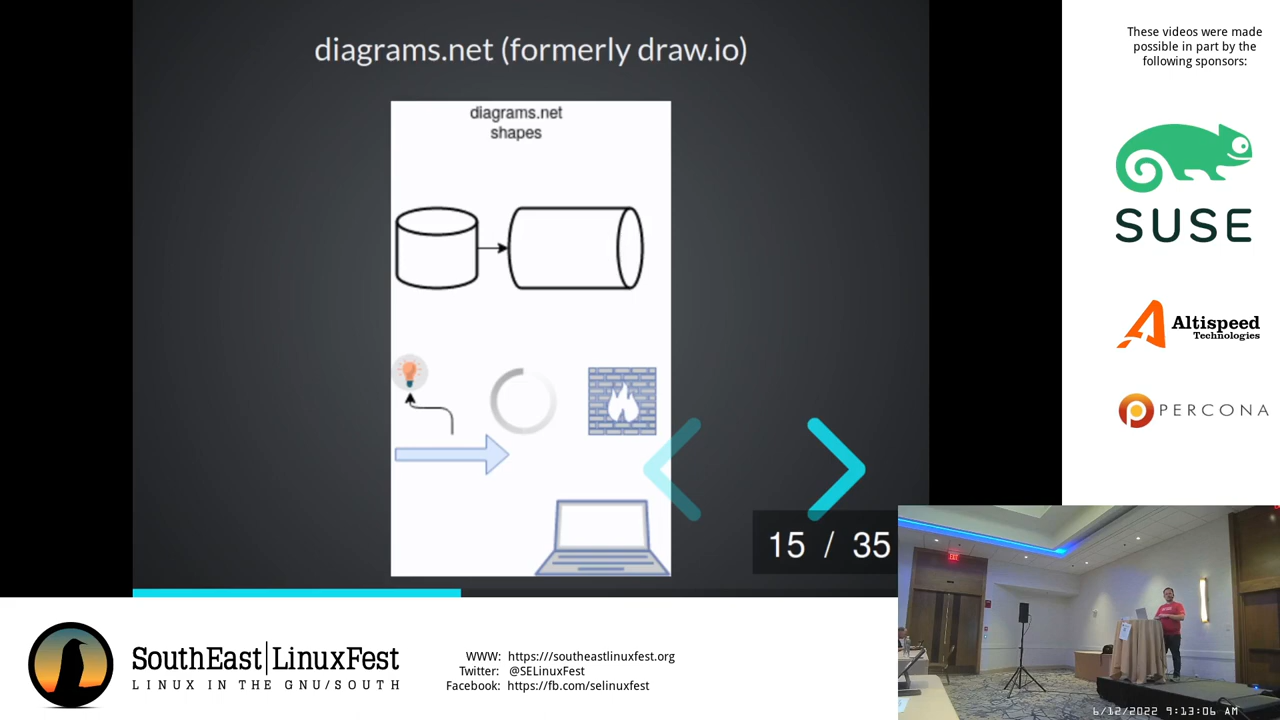 diagrams.net (formerly draw.io)
diagrams.net
shapes
15 / 35
These videos were made
possible in part by the
following sponsors:
SUSE
Altispeed
Technologies
PERCONA
SouthEast|LinuxFest
LINUX IN THE GNU/SOUTH
WWW: https:///southeastlinuxfest.org
Twitter: @SELinuxFest
Facebook: https://fb.com/selinuxfest
6/12/2022 9:13:06 AM